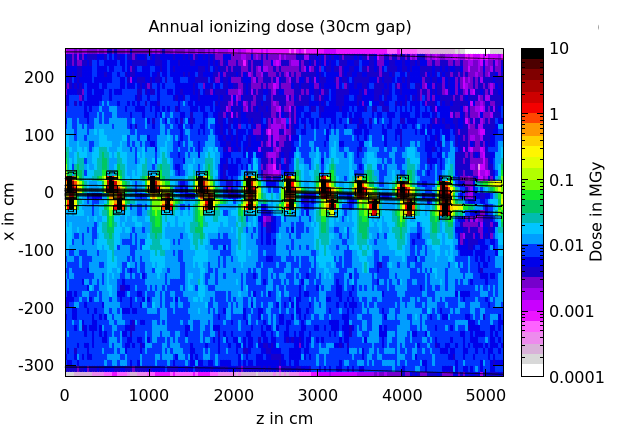 Annual ionizing dose (30cm gap)
200
100
0
-100
-200
-300
x in cm
0 1000 2000 3000 4000 5000
z in cm
10
1
0.1
0.01
0.001
0.0001
Dose in MGy